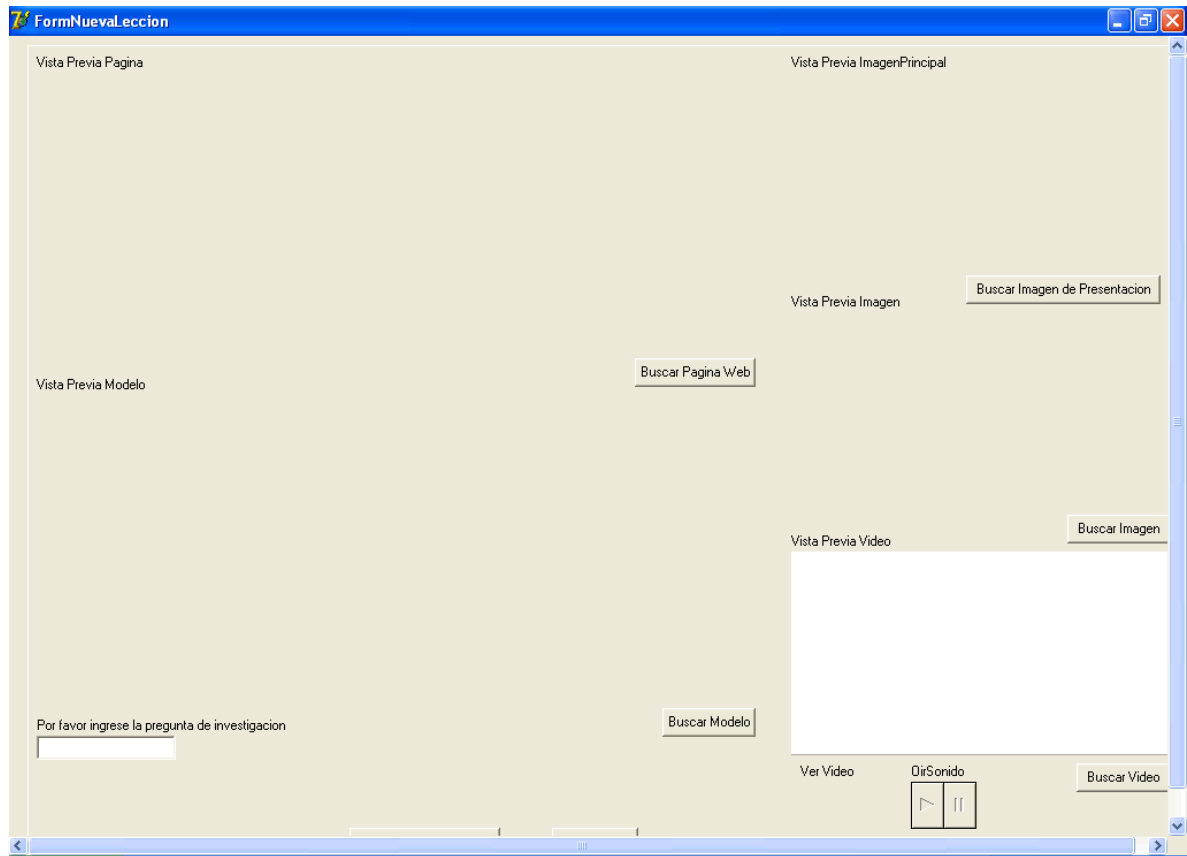 FormNuevaLeccion
Vista Previa Pagina
Vista Previa ImagenPrincipal
Buscar Imagen de Presentacion
Vista Previa Imagen
Buscar Pagina Web
Vista Previa Modelo
Buscar Imagen
Vista Previa Video
Buscar Modelo
Por favor ingrese la pregunta de investigacion
Ver Video
OirSonido
Buscar Video